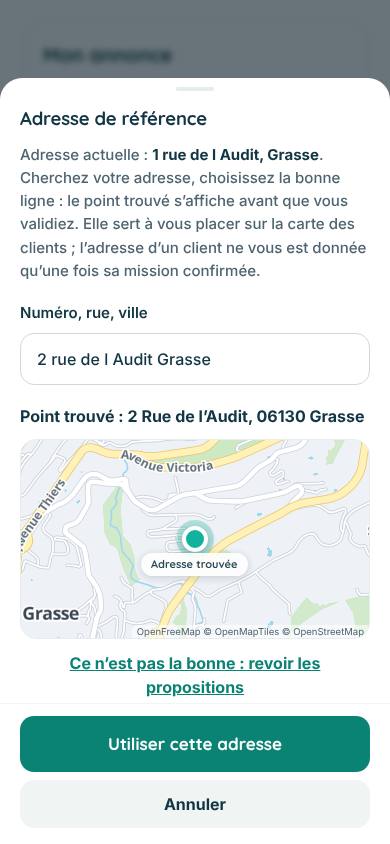 Mon annonce
Adresse de référence
Adresse actuelle : 1 rue de l Audit, Grasse.
Cherchez votre adresse, choisissez la bonne
ligne : le point trouvé s’affiche avant que vous
validiez. Elle sert à vous placer sur la carte des
clients ; l’adresse d’un client ne vous est donnée
qu’une fois sa mission confirmée.
Numéro, rue, ville
2 rue de l Audit Grasse
Point trouvé : 2 Rue de l’Audit, 06130 Grasse
Avenue Victoria
Avenue Thiers
Adresse trouvée
Grasse
OpenFreeMap © OpenMapTiles © OpenStreetMap
Ce n’est pas la bonne : revoir les
propositions
Utiliser cette adresse
Annuler